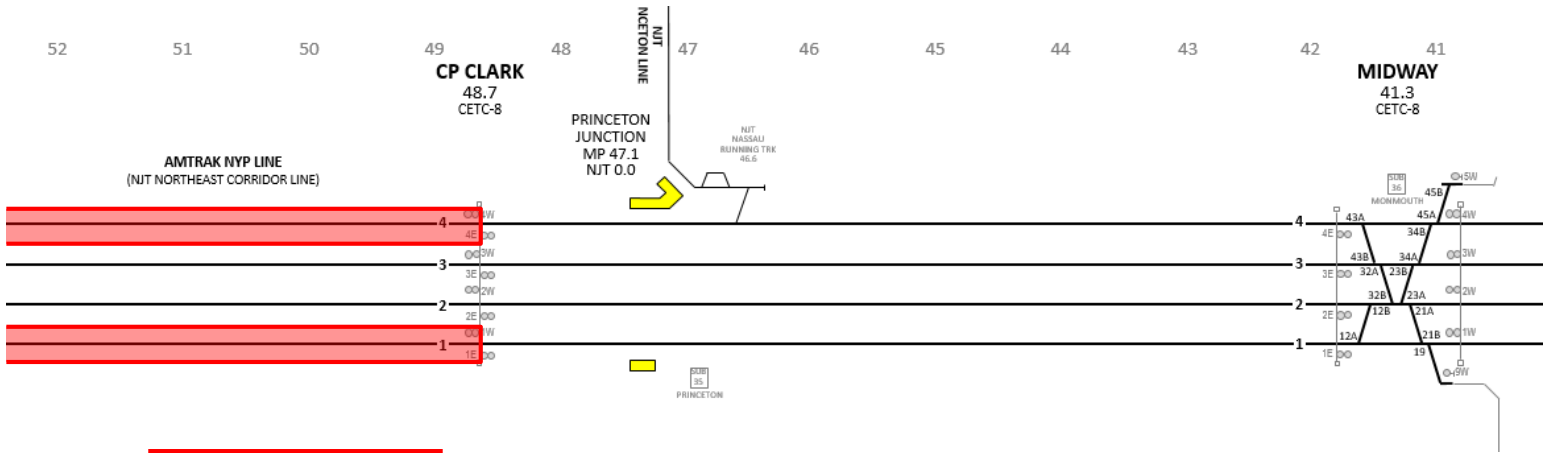 52 51 50 49 48 47 46 45 44 43 42 41
NJT
NCETON LINE
CP CLARK
48.7
CETC-8
MIDWAY
41.3
CETC-8
PRINCETON
JUNCTION
MP 47.1
NJT 0.0
NJT
NASSAU
RUNNING TRK
46.6
AMTRAK NYP LINE
(NJT NORTHEAST CORRIDOR LINE)
SUB
36
MONMOUTH
45B
5W
4
4W
4E
4
43A
45A
4W
4E
34B
3W
3
3E
3
43B
34A
3W
3E
32A
23B
2W
2
2E
2
32B
23A
2W
2E
12B
21A
1W
1
1E
1
12A
21B
1W
1E
19
9W
SUB
35
PRINCETON